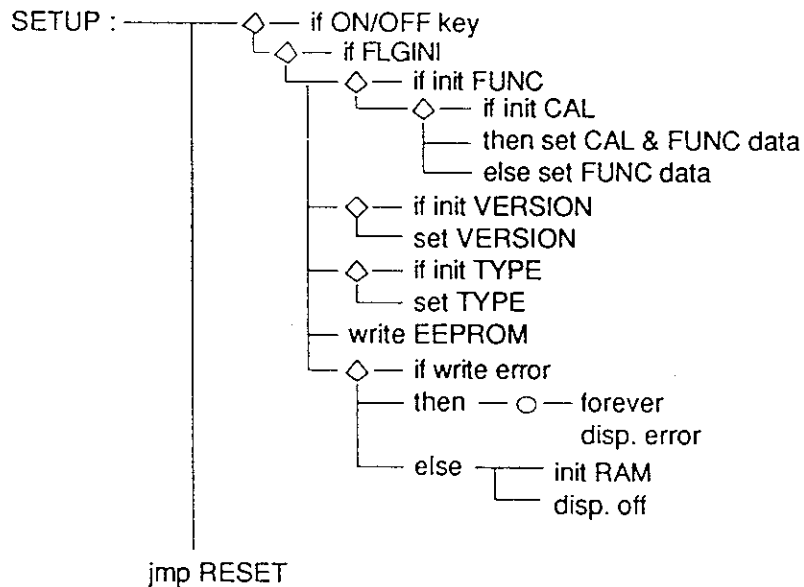 SETUP : if ON/OFF key
if FLGINI
if init FUNC
if init CAL
then set CAL & FUNC data
else set FUNC data
if init VERSION
set VERSION
if init TYPE
set TYPE
write EEPROM
if write error
then forever
disp. error
else init RAM
disp. off
jmp RESET